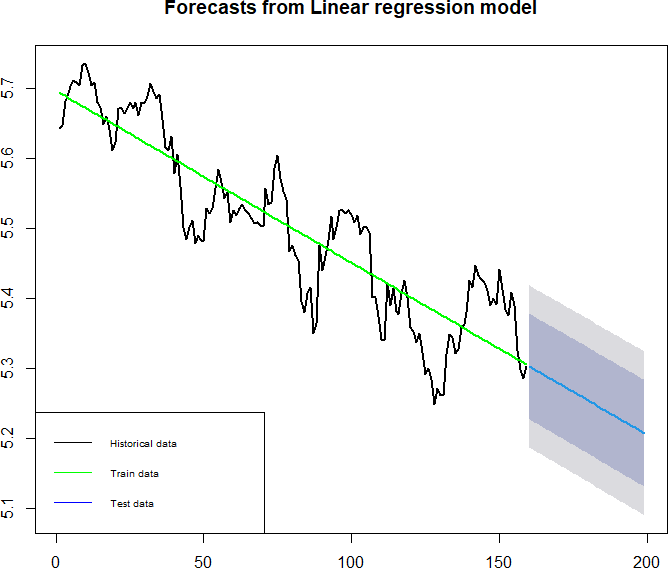 Forecasts from Linear regression model
5.7
5.6
5.5
5.4
5.3
5.2
5.1
Historical data
Train data
Test data
0 50 100 150 200